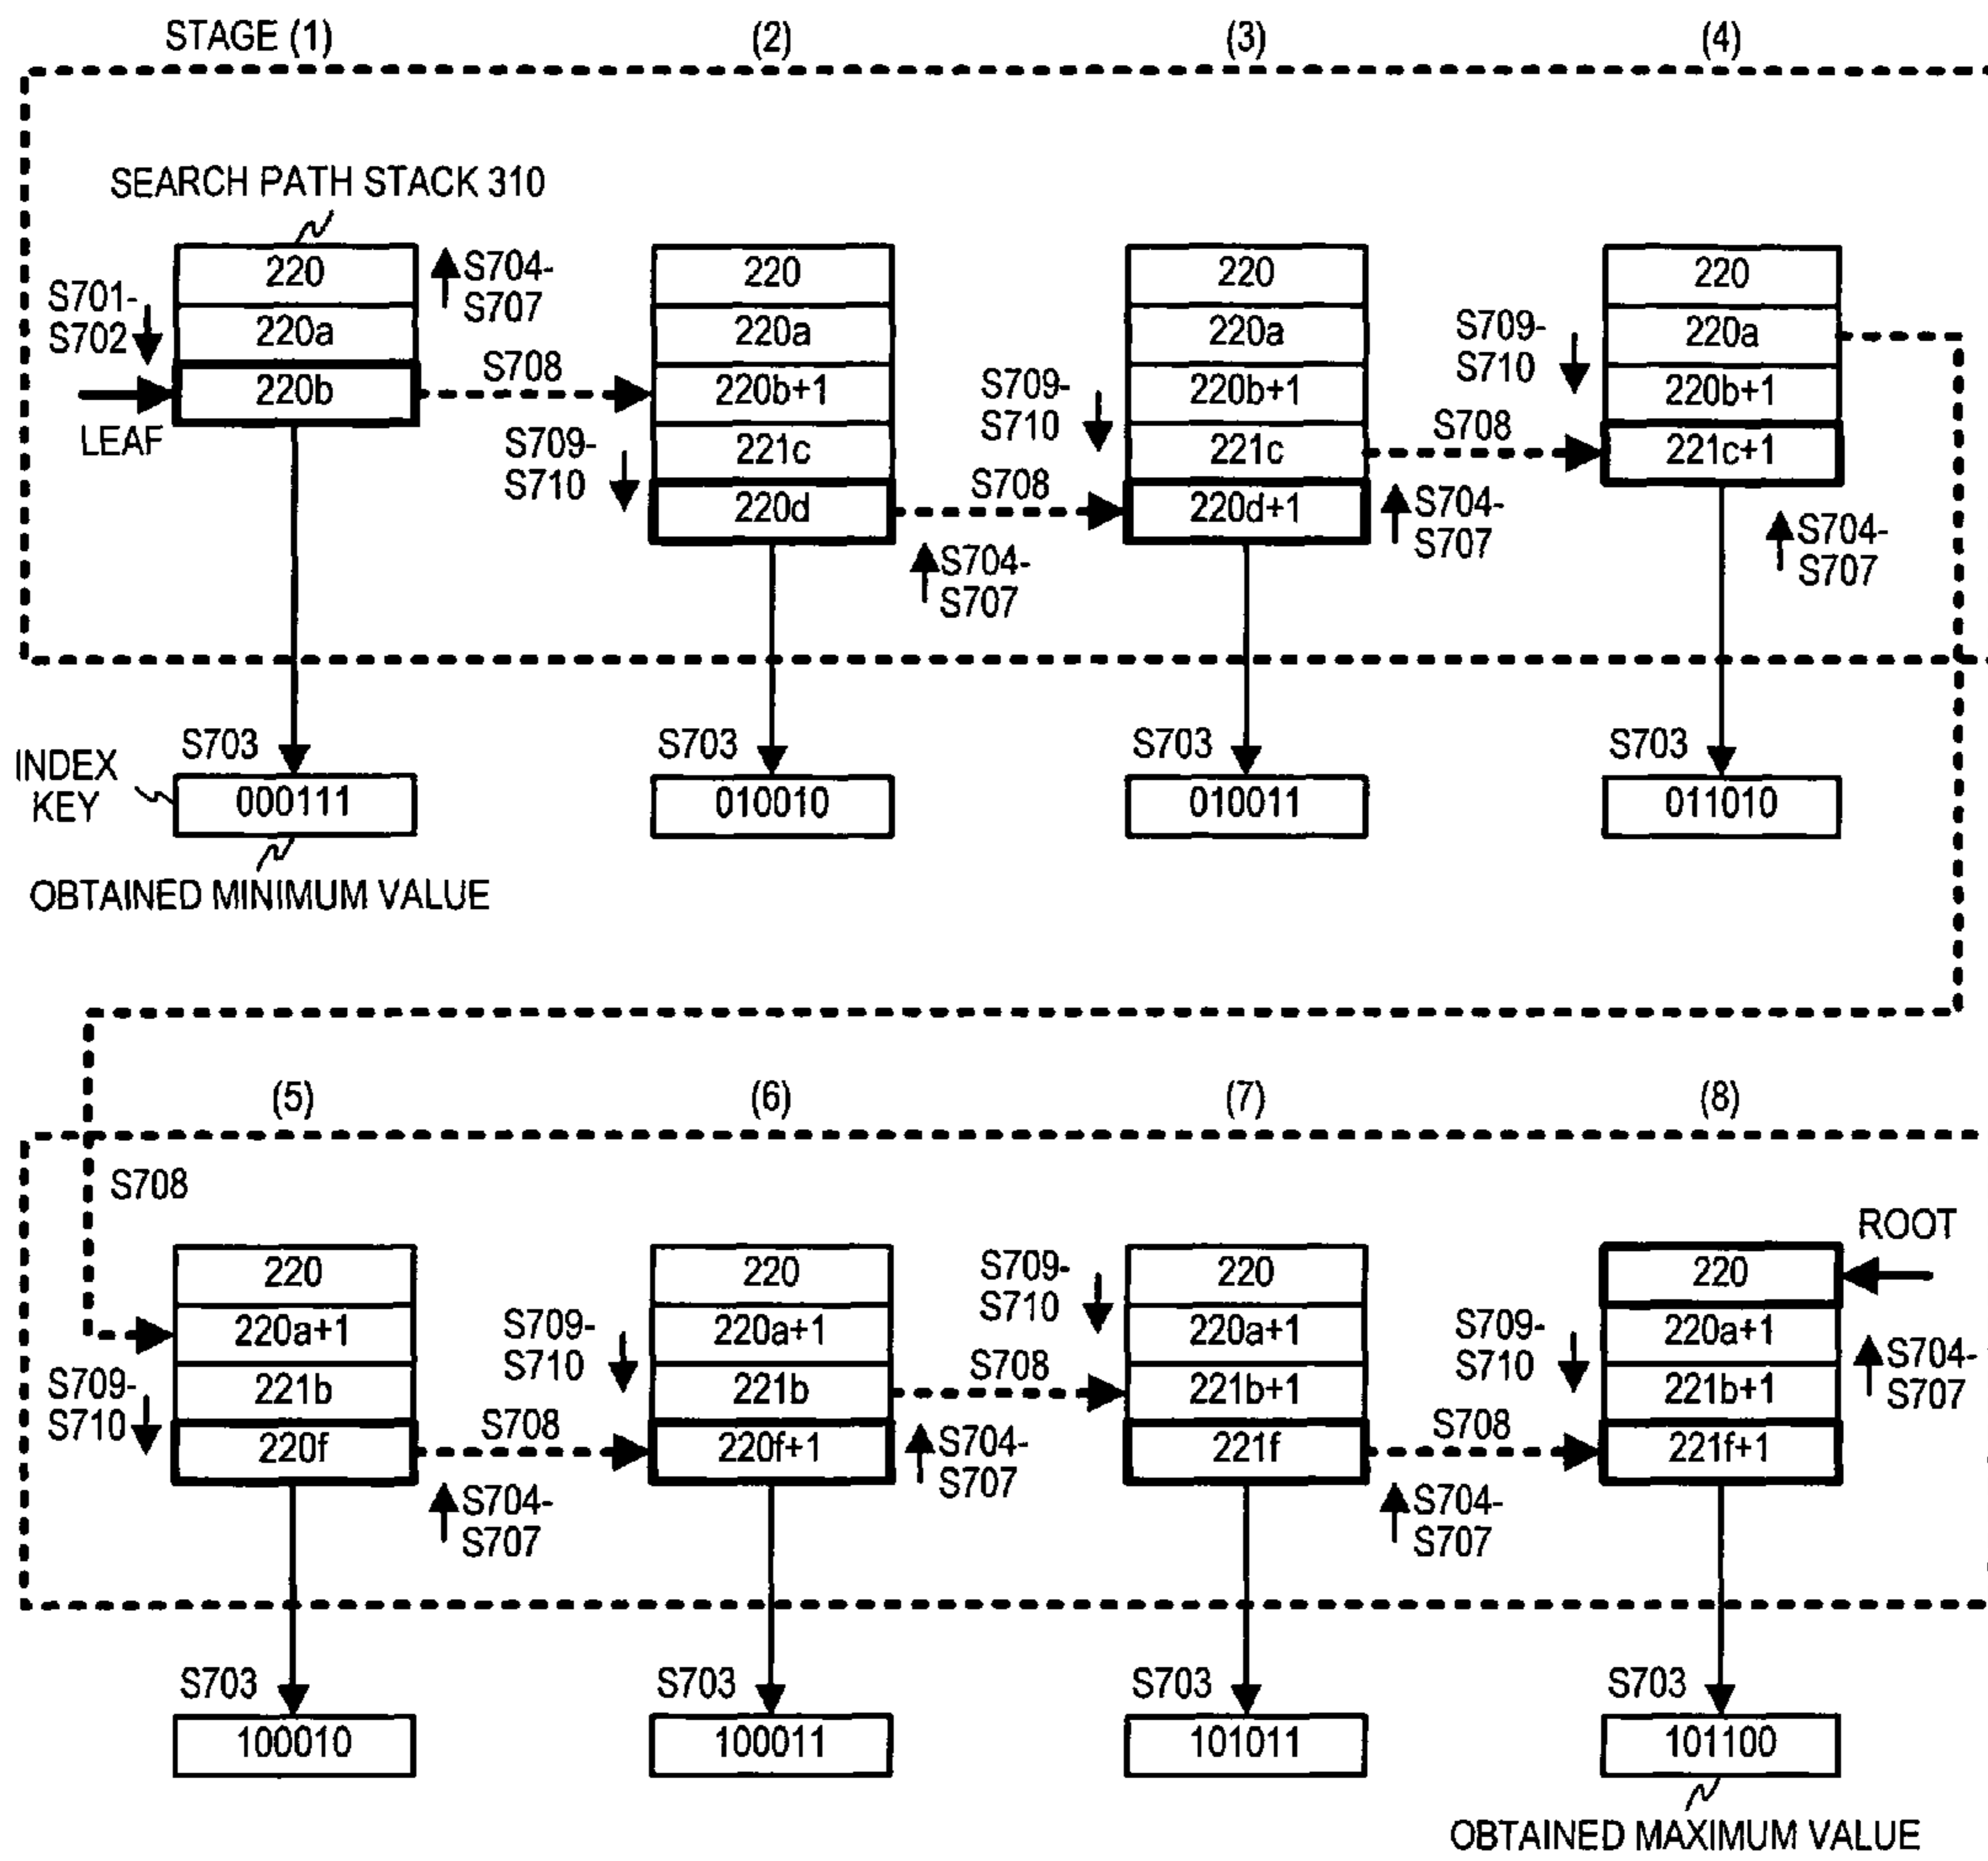 STAGE (1)
(2)
(3)
(4)
SEARCH PATH STACK 310
S701-
S702
220
220a
220b
S704-
S707
LEAF
S708
S709-
S710
220
220a
220b+1
221c
220d
S704-
S707
S708
S709-
S710
220
220a
220b+1
221c
220d+1
S704-
S707
S708
S709-
S710
220
220a
220b+1
221c+1
S704-
S707
INDEX
KEY
S703
000111
S703
010010
S703
010011
S703
011010
OBTAINED MINIMUM VALUE
(5)
(6)
(7)
(8)
S708
S709-
S710
220
220a+1
221b
220f
S704-
S707
S708
S709-
S710
220
220a+1
221b
220f+1
S704-
S707
S708
S709-
S710
220
220a+1
221b+1
221f
S704-
S707
S708
S709-
S710
ROOT
220
220a+1
221b+1
221f+1
S704-
S707
S703
100010
S703
100011
S703
101011
S703
101100
OBTAINED MAXIMUM VALUE